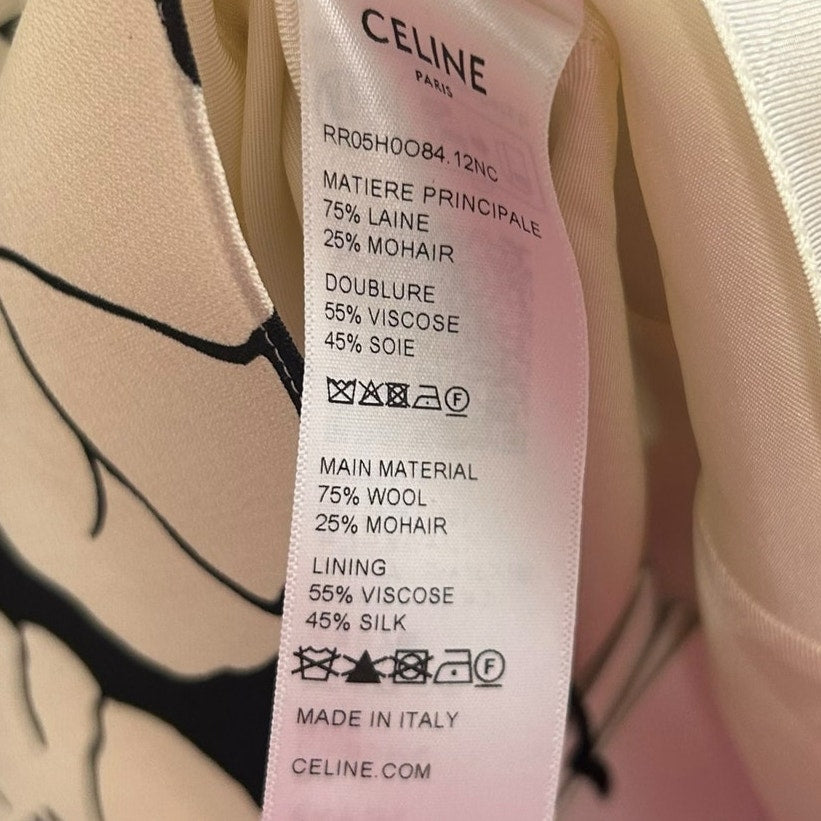 CELINE
PARIS
RR05H0O84.12NC
MATIERE PRINCIPALE
75% LAINE
25% MOHAIR
DOUBLURE
55% VISCOSE
45% SOIE
F
MAIN MATERIAL
75% WOOL
25% MOHAIR
LINING
55% VISCOSE
45% SILK
F
MADE IN ITALY
CELINE.COM